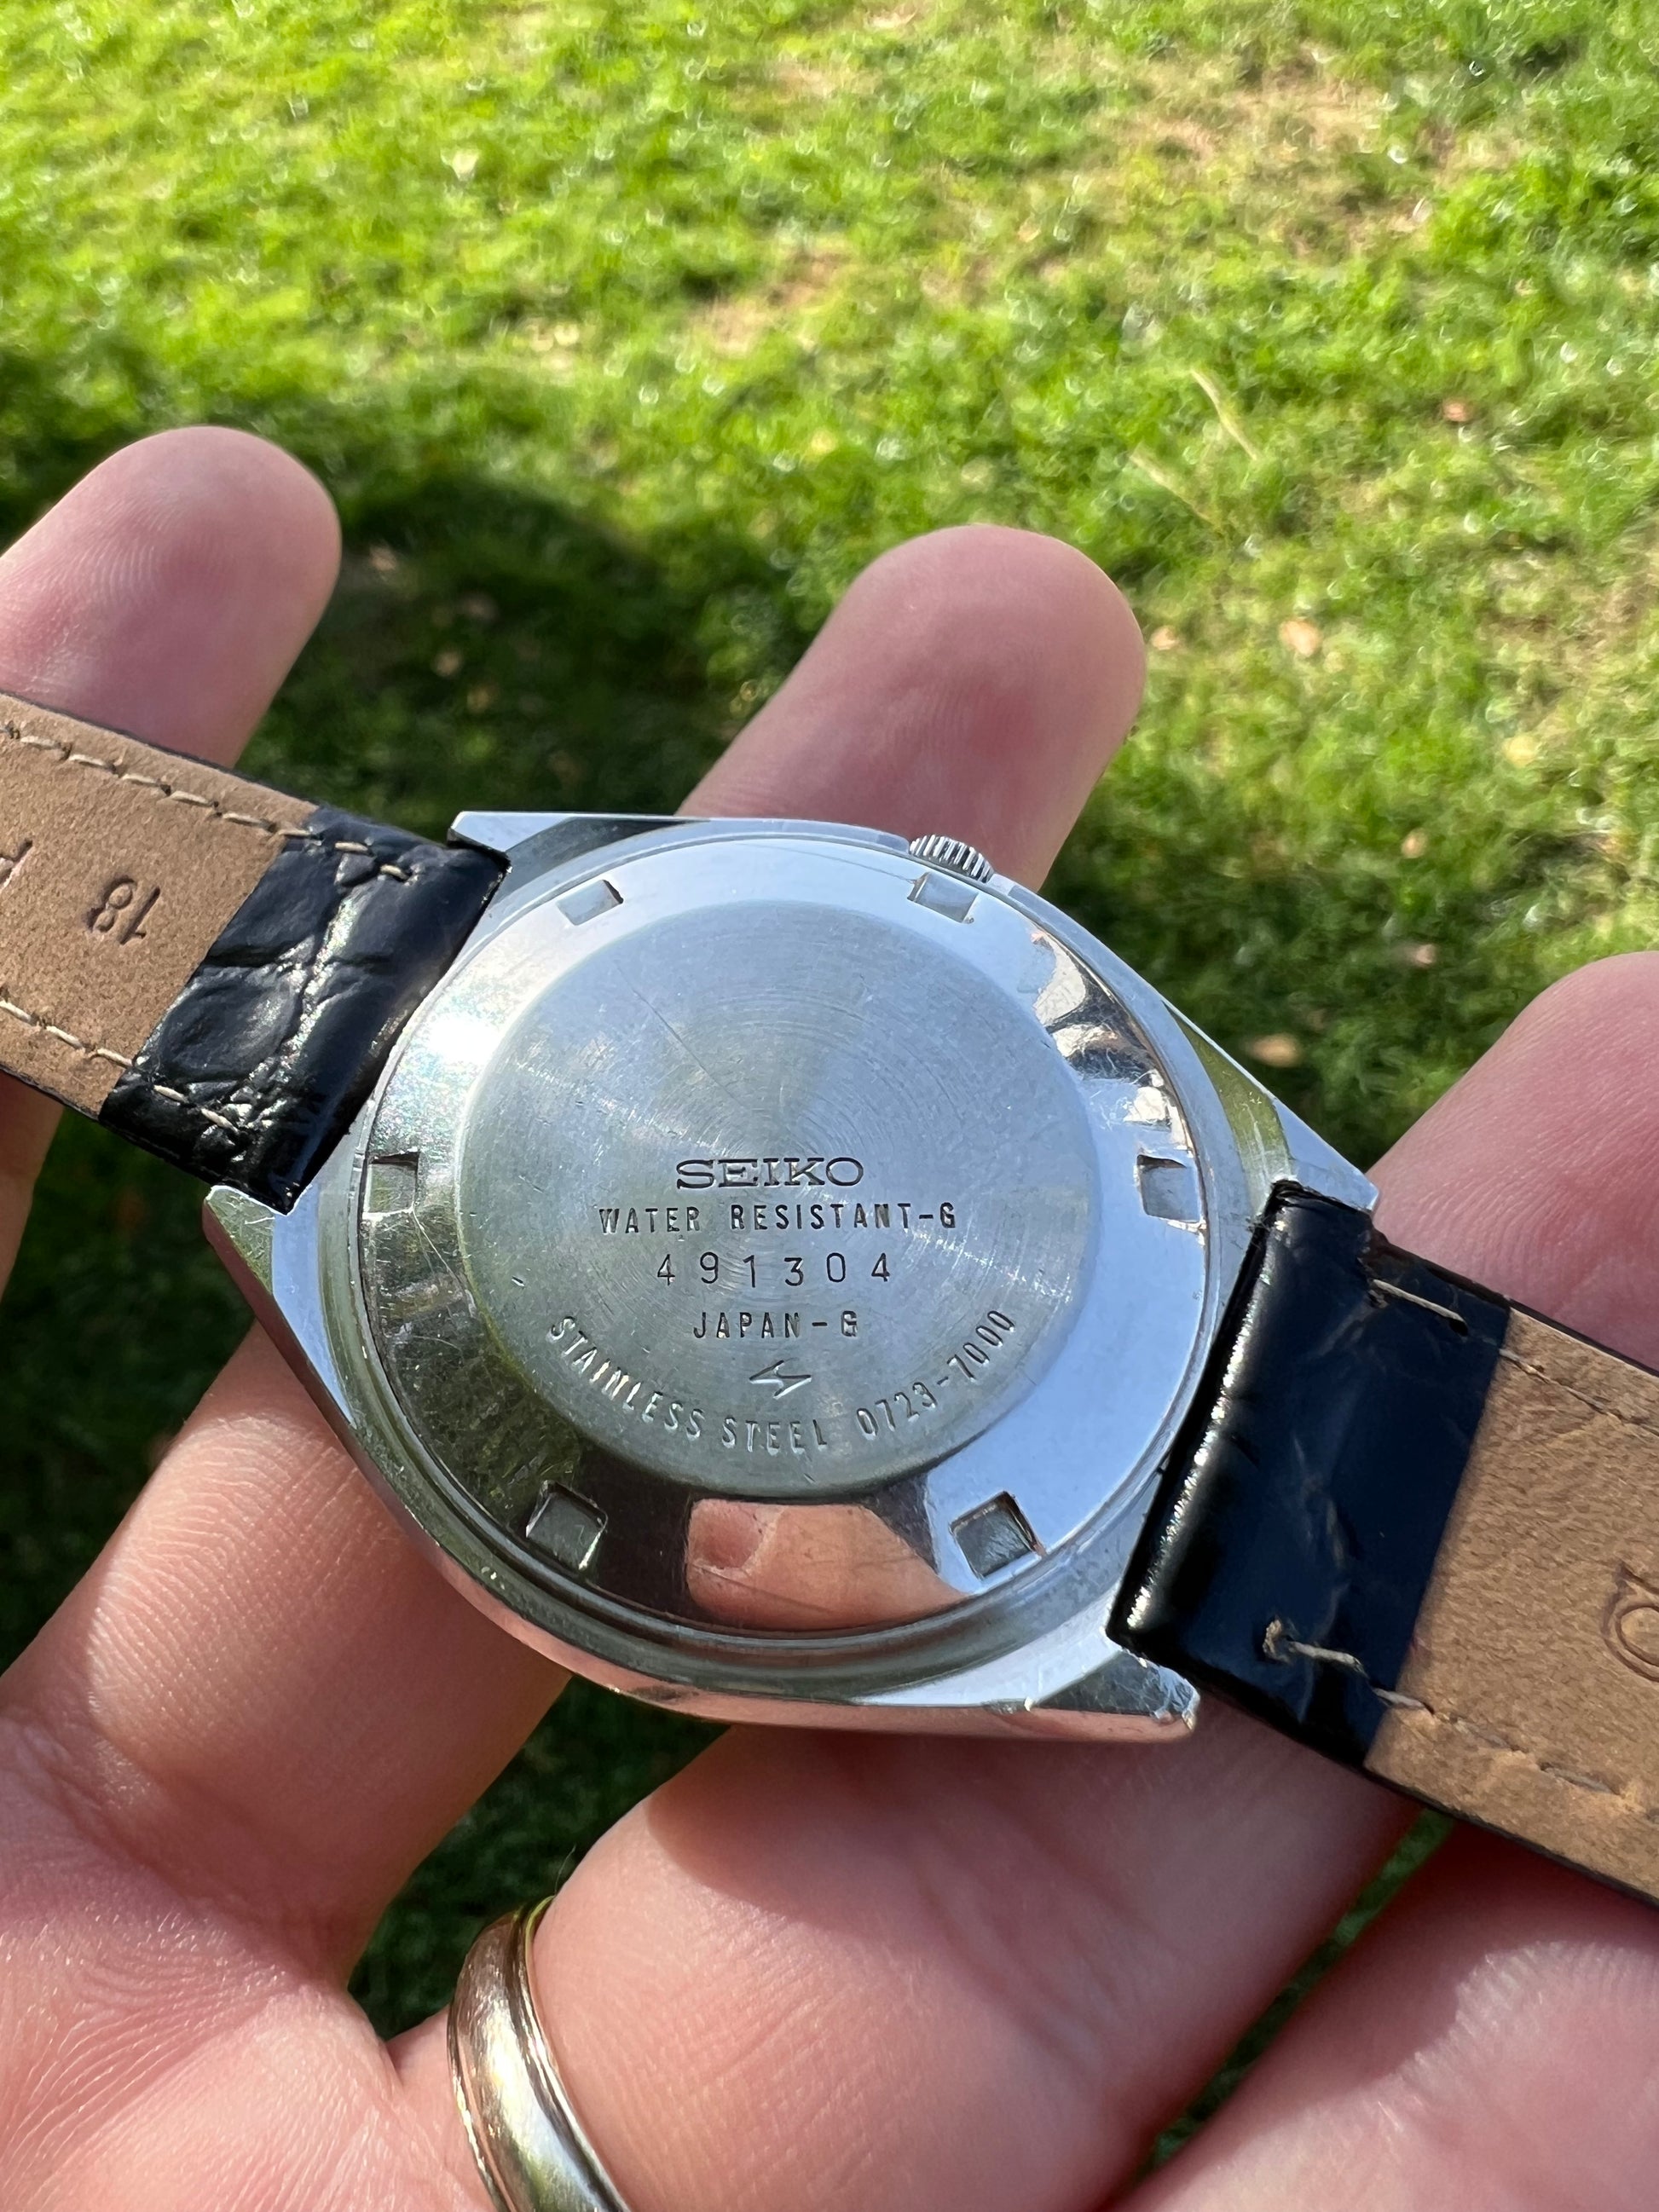 SEIKO
WATER RESISTANT-G
491304
JAPAN-G
STAINLESS STEEL 0723-7000
18